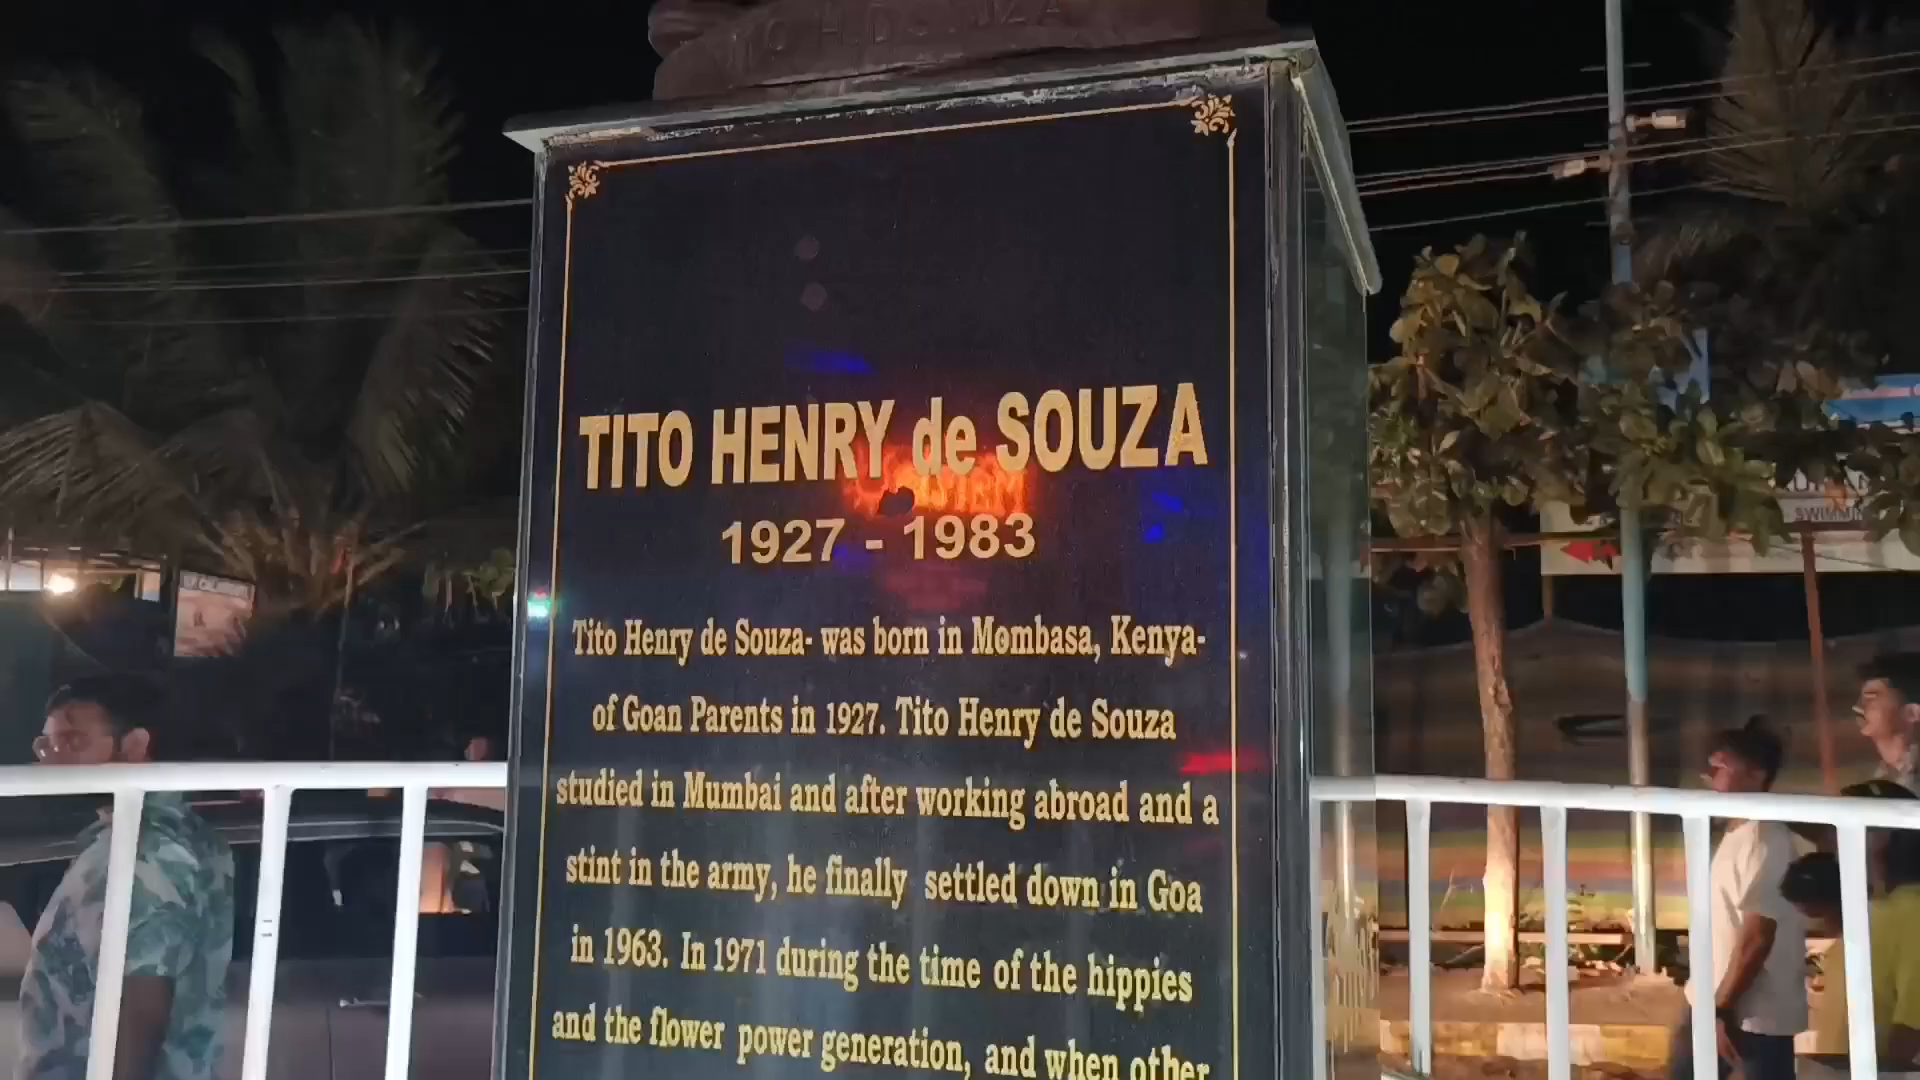 TITO H. De SOUZA
TITO HENRY de SOUZA
1927 - 1983
Tito Henry de Souza- was born in Mombasa, Kenya-
of Goan Parents in 1927. Tito Henry de Souza
studied in Mumbai and after working abroad and a
stint in the army, he finally settled down in Goa
in 1963. In 1971 during the time of the hippies
and the flower power generation, and when other